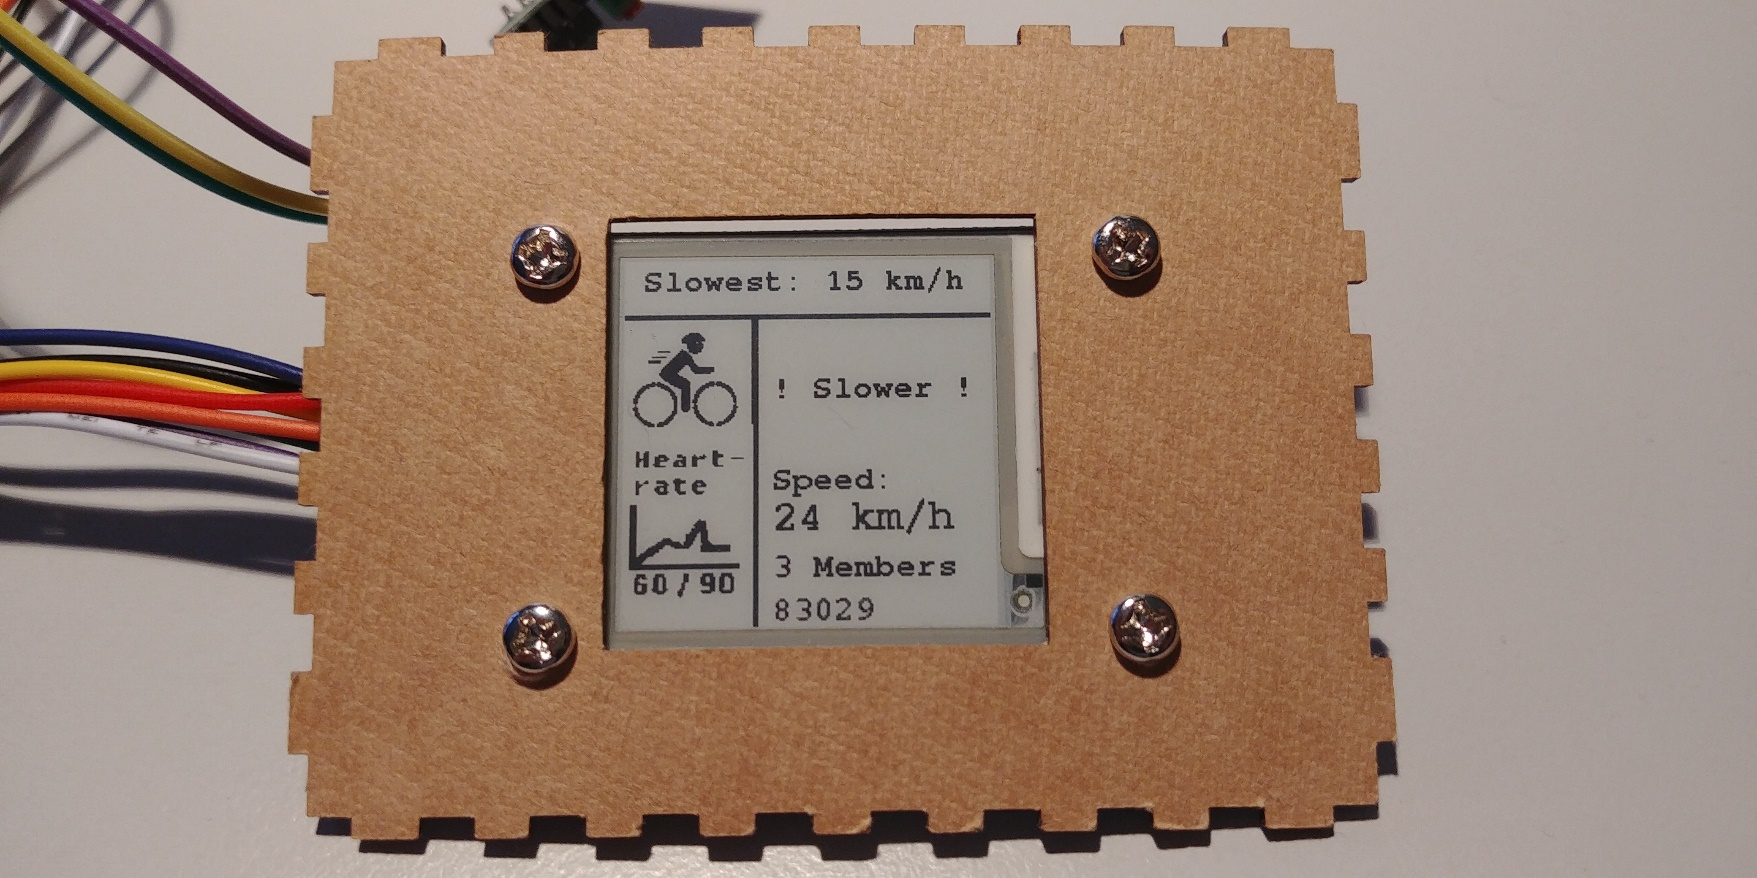 Slowest: 15 km/h
! Slower !
Heart-
rate
60/90
Speed:
24 km/h
3 Members
83029